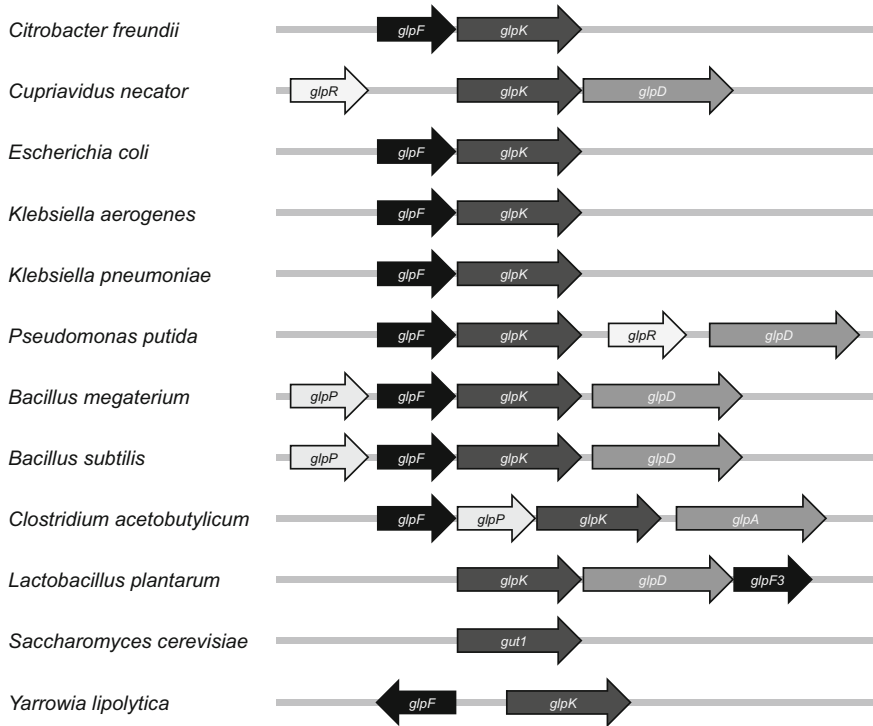 Citrobacter freundii glpF glpK
Cupriavidus necator glpR glpK glpD
Escherichia coli glpF glpK
Klebsiella aerogenes glpF glpK
Klebsiella pneumoniae glpF glpK
Pseudomonas putida glpF glpK glpR glpD
Bacillus megaterium glpP glpF glpK glpD
Bacillus subtilis glpP glpF glpK glpD
Clostridium acetobutylicum glpF glpP glpK glpA
Lactobacillus plantarum glpK glpD glpF3
Saccharomyces cerevisiae gut1
Yarrowia lipolytica glpF glpK